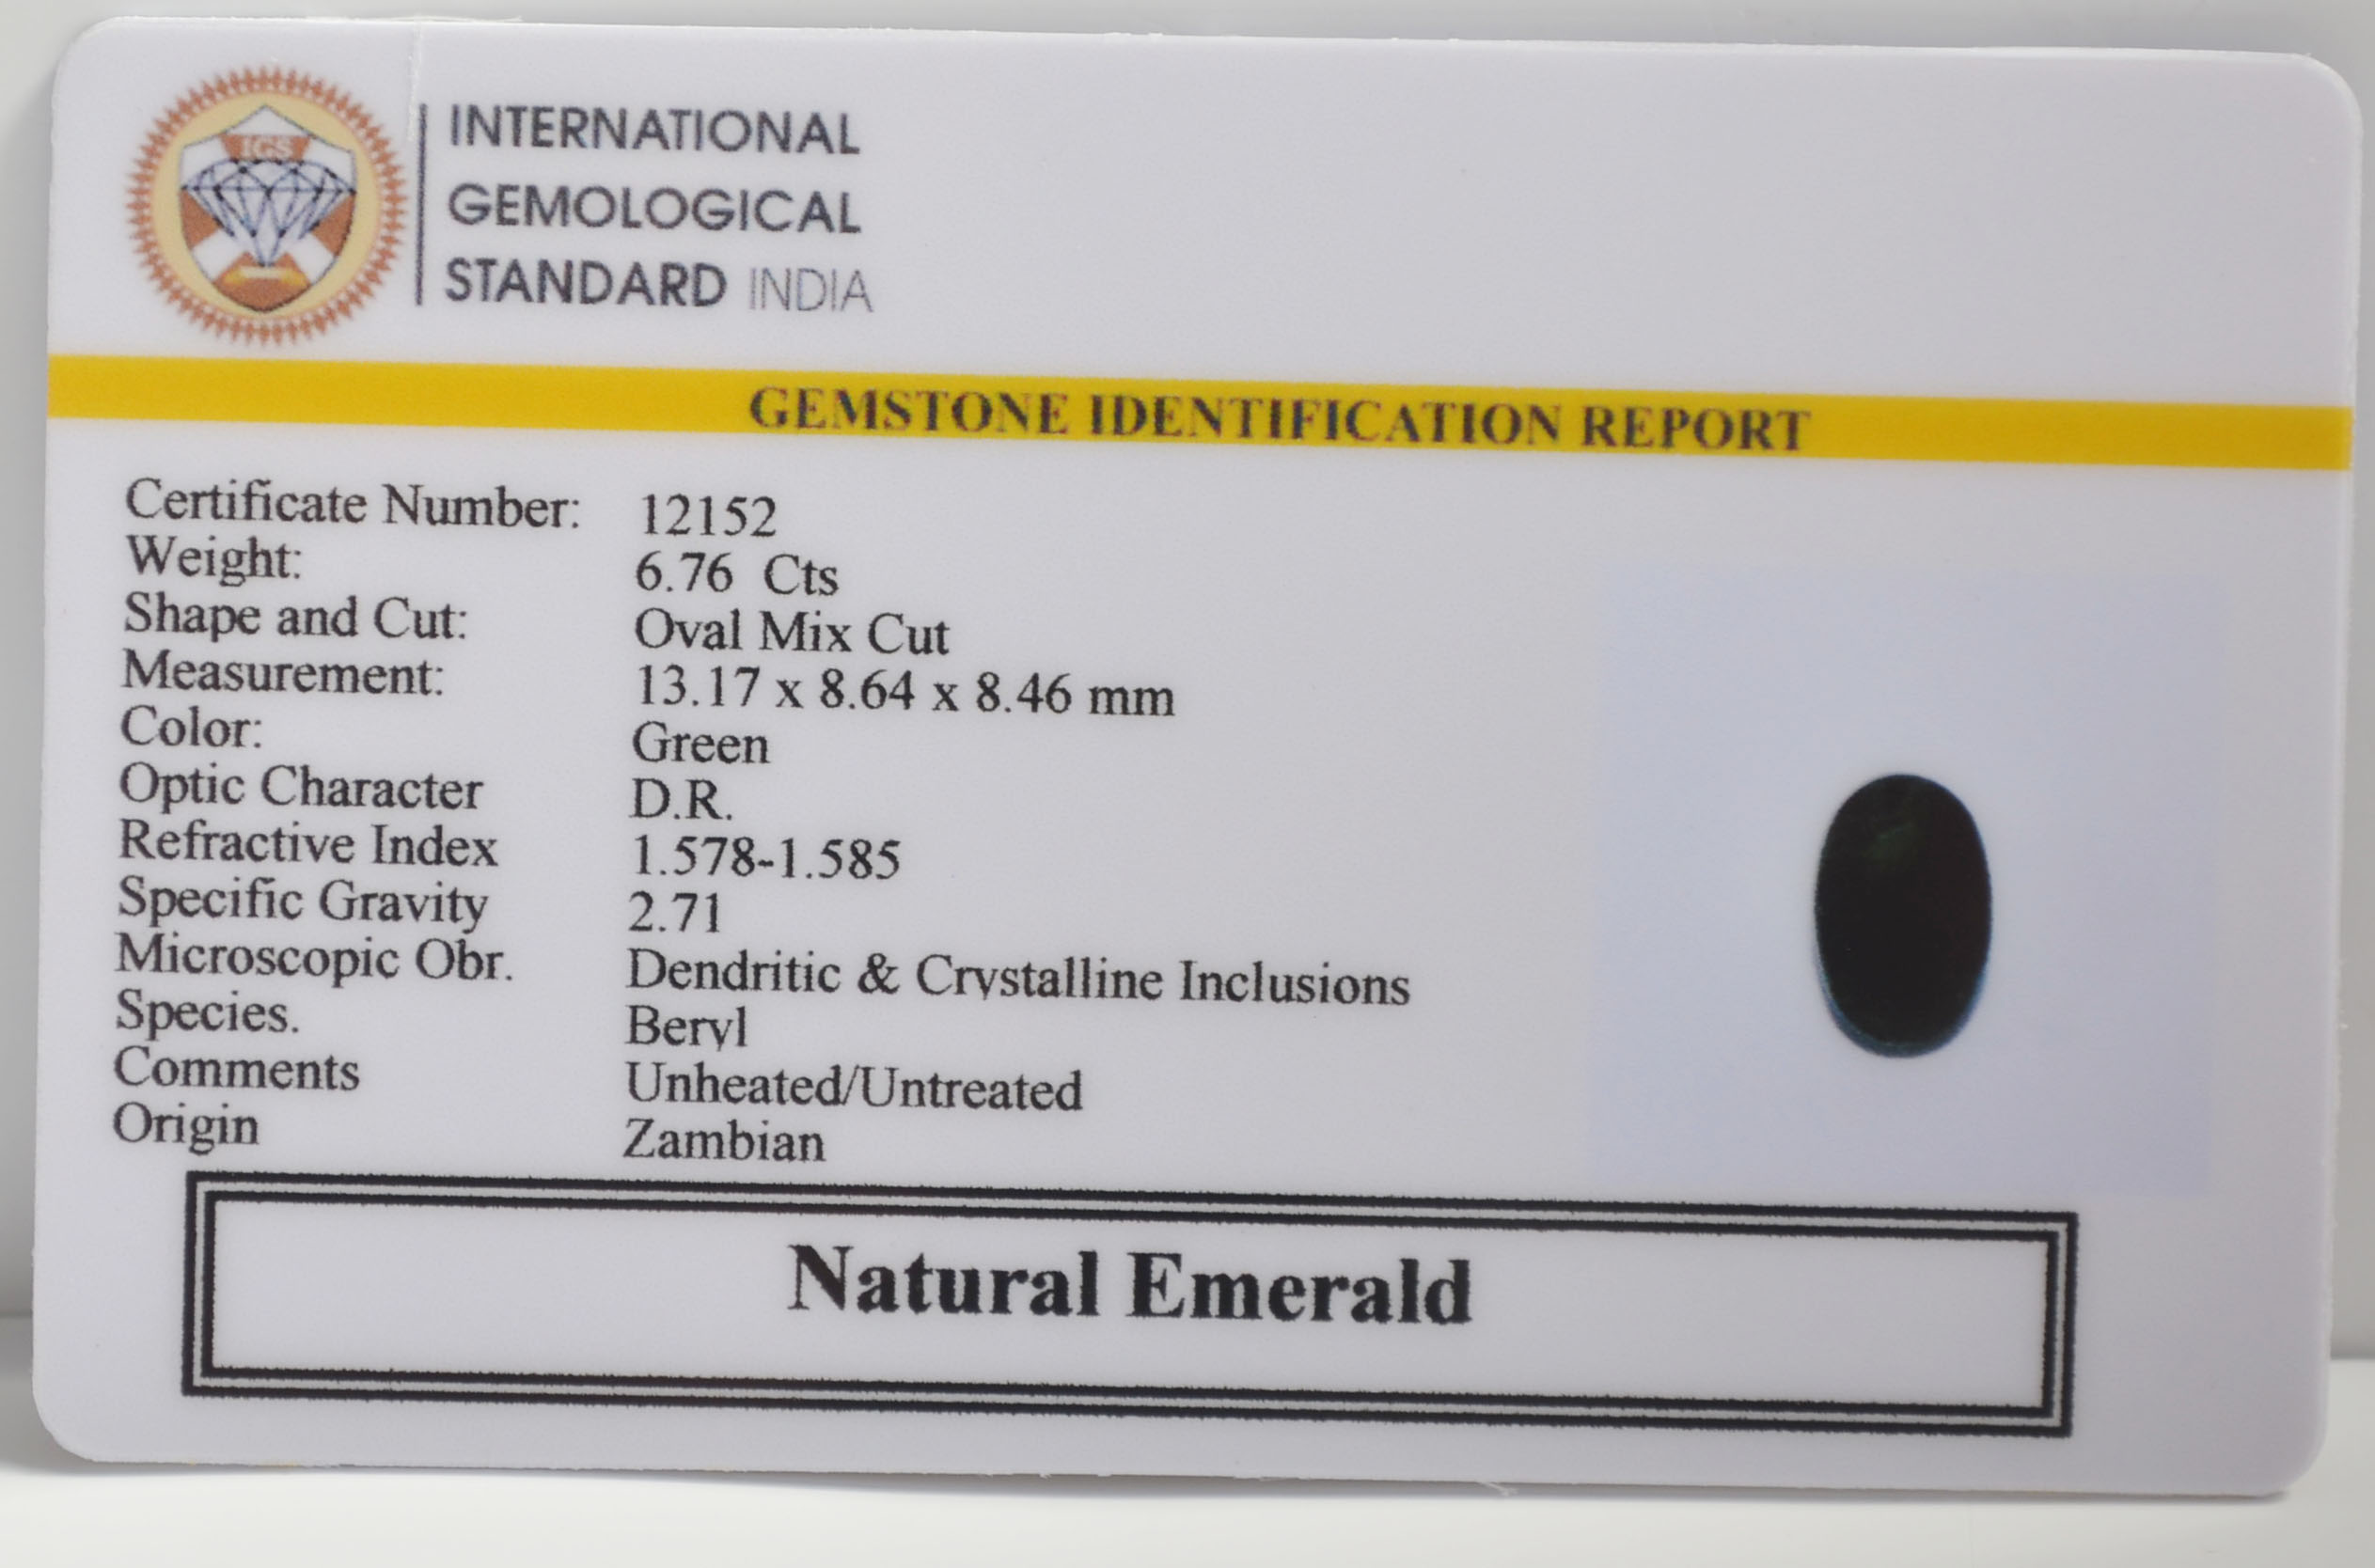 IGS
INTERNATIONAL
GEMOLOGICAL
STANDARD INDIA
GEMSTONE IDENTIFICATION REPORT
Certificate Number: 12152
Weight: 6.76 Cts
Shape and Cut: Oval Mix Cut
Measurement: 13.17 x 8.64 x 8.46 mm
Color: Green
Optic Character D.R.
Refractive Index 1.578-1.585
Specific Gravity 2.71
Microscopic Obr. Dendritic & Crystalline Inclusions
Species. Beryl
Comments Unheated/Untreated
Origin Zambian
Natural Emerald